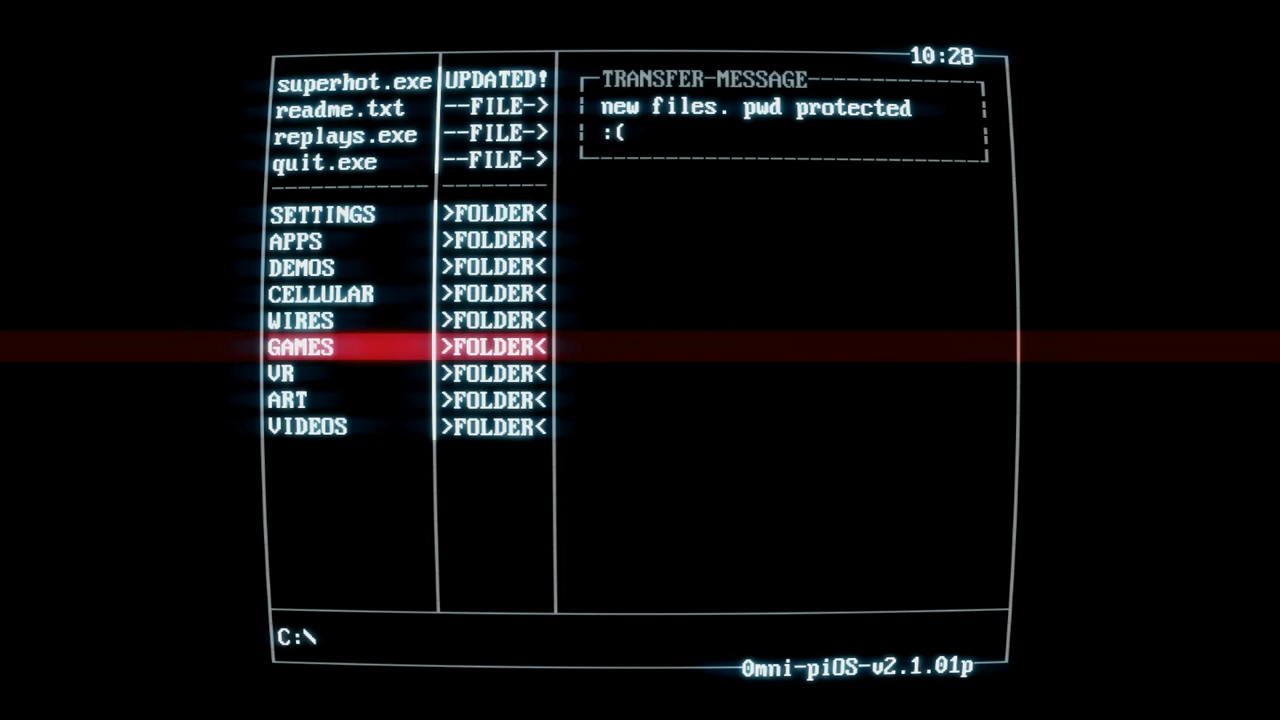 10:28
superhot.exe UPDATED!
readme.txt --FILE->
replays.exe --FILE->
quit.exe --FILE->
SETTINGS >FOLDER<
APPS >FOLDER<
DEMOS >FOLDER<
CELLULAR >FOLDER<
WIRES >FOLDER<
GAMES >FOLDER<
VR >FOLDER<
ART >FOLDER<
VIDEOS >FOLDER<
TRANSFER-MESSAGE
new files. pwd protected
:(
C:\
0mni-piOS-v2.1.01p